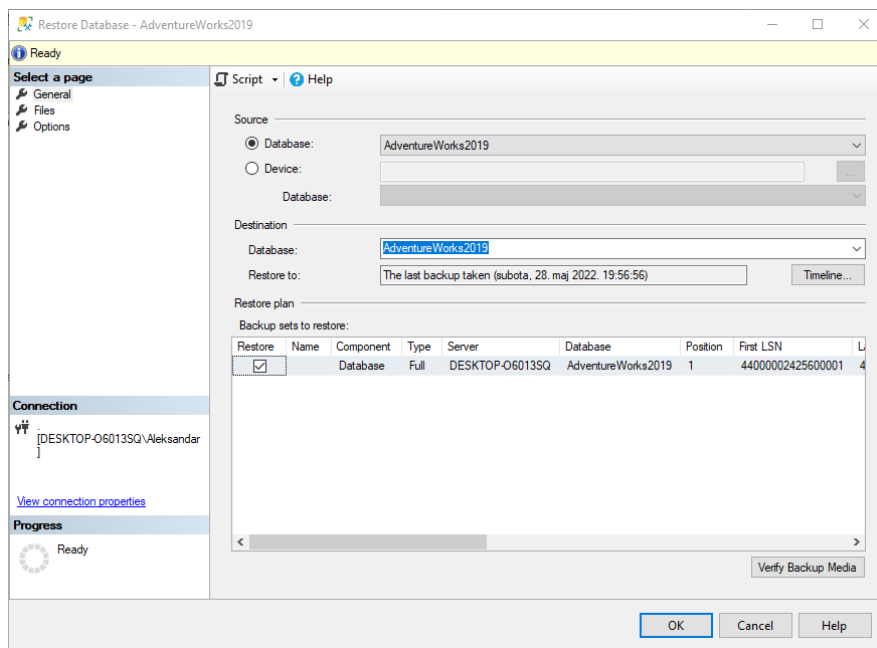 Restore Database - AdventureWorks2019
Ready
Select a page
General
Files
Options
Script Help
Source
Database: AdventureWorks2019
Device: ...
Database:
Destination
Database: AdventureWorks2019
Restore to: The last backup taken (subota, 28. maj 2022. 19:56:56) Timeline...
Restore plan
Backup sets to restore:
Restore Name Component Type Server Database Position First LSN
Database Full DESKTOP-O6013SQ AdventureWorks2019 1 44000002425600001 4
Connection
.
[DESKTOP-O6013SQ\Aleksandar
]
View connection properties
Progress
Ready
Verify Backup Media
OK Cancel Help